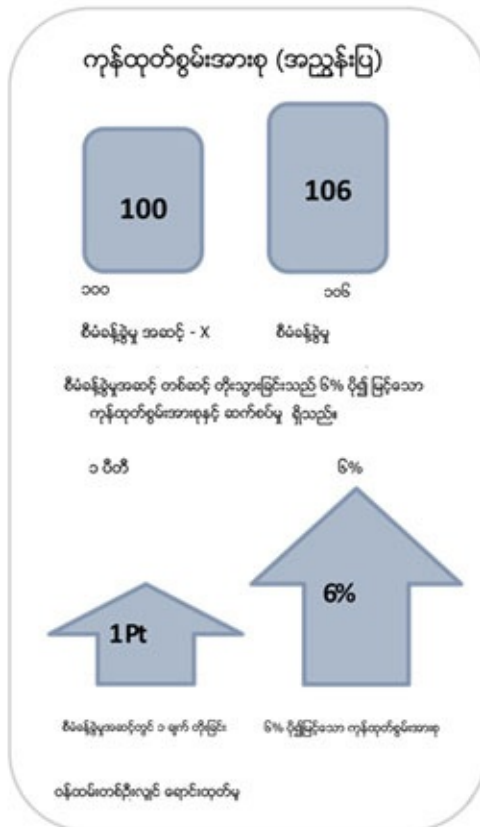 ကုန်ထုတ်စွမ်းအားစု (အညွှန်းပြ)
100
106
၁၀၀
၁၀၆
စီမံခန့်ခွဲမှု အဆင့် - X
စီမံခန့်ခွဲမှု
စီမံခန့်ခွဲမှုအဆင့် တစ်ဆင့် တိုးသွားခြင်းသည် ၆% ပို၍ မြင့်သော
ကုန်ထုတ်စွမ်းအားစုနှင့် ဆက်စပ်မှု ရှိသည်။
၁ ပီတီ
၆%
1Pt
6%
စီမံခန့်ခွဲမှုအဆင့်တွင် ၁ ချက် တိုးခြင်း
၆% ပို၍မြင့်သော ကုန်ထုတ်စွမ်းအားစု
ဝန်ထမ်းတစ်ဦးလျှင် ရောင်းထုတ်မှု